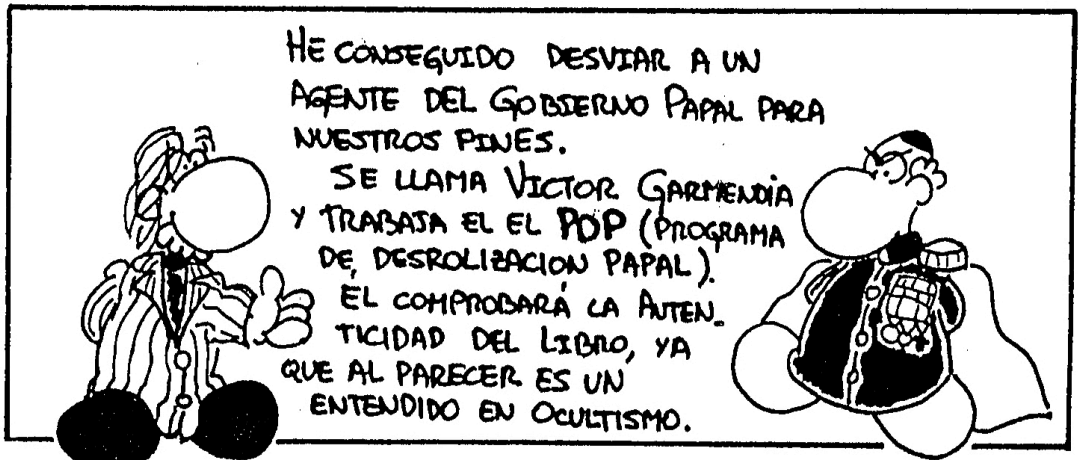 HE CONSEGUIDO DESVIAR A UN
AGENTE DEL GOBIERNO PAPAL PARA
NUESTROS FINES.
SE LLAMA VICTOR GARMENDIA
Y TRABAJA EL EL PDP (PROGRAMA
DE DESROLIZACION PAPAL).
EL COMPROBARÁ LA AUTEN-
TICIDAD DEL LIBRO, YA
QUE AL PARECER ES UN
ENTENDIDO EN OCULTISMO.